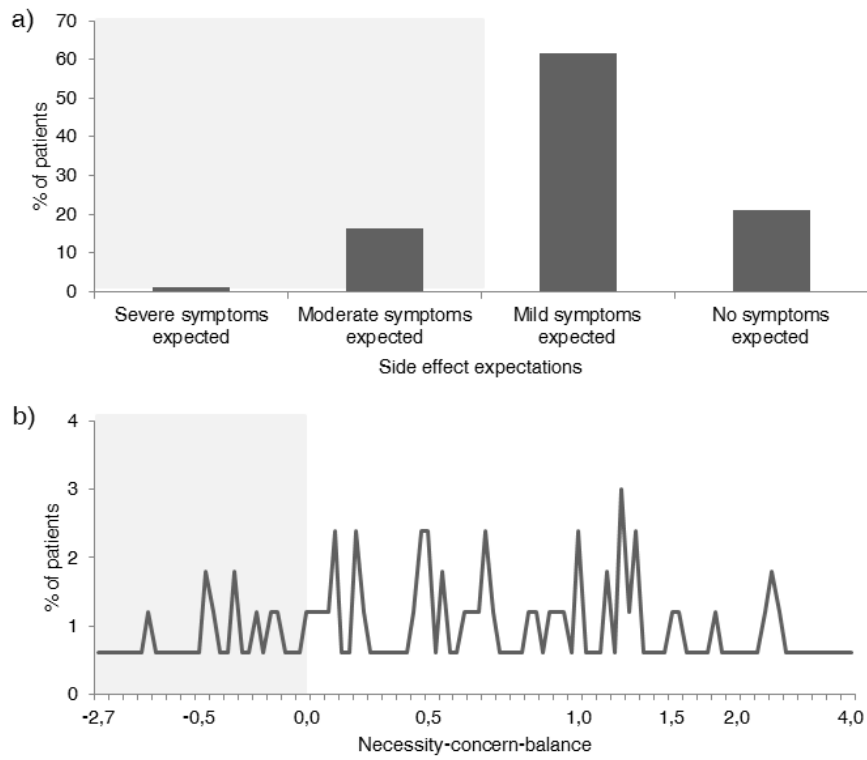 a)
70
60
50
40
30
20
10
0
% of patients
Severe symptoms expected
Moderate symptoms expected
Mild symptoms expected
No symptoms expected
Side effect expectations
b)
4
3
2
1
0
% of patients
-2,7
-0,5
0,0
0,5
1,0
1,5
2,0
4,0
Necessity-concern-balance